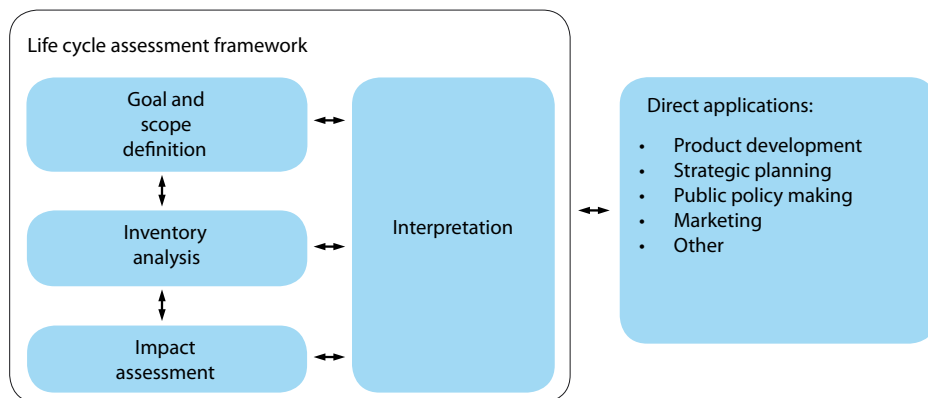 Life cycle assessment framework
Goal and
scope
definition
Inventory
analysis
Impact
assessment
Interpretation
Direct applications:
• Product development
• Strategic planning
• Public policy making
• Marketing
• Other